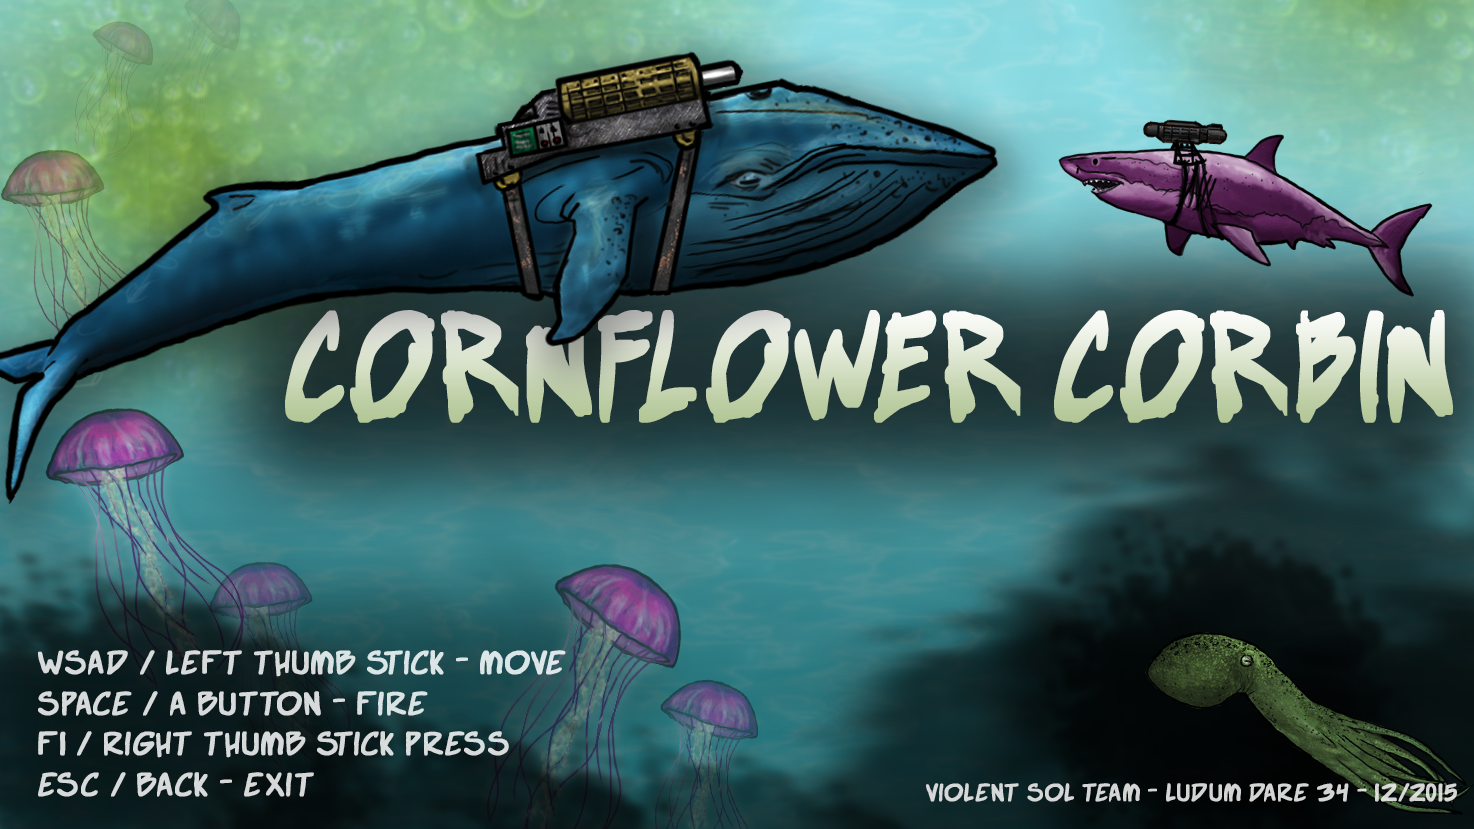 CORNFLOWER CORBIN
WSAD / LEFT THUMB STICK - MOVE
SPACE / A BUTTON - FIRE
F1 / RIGHT THUMB STICK PRESS
ESC / BACK - EXIT
VIOLENT SOL TEAM - LUDUM DARE 34 - 12/2015